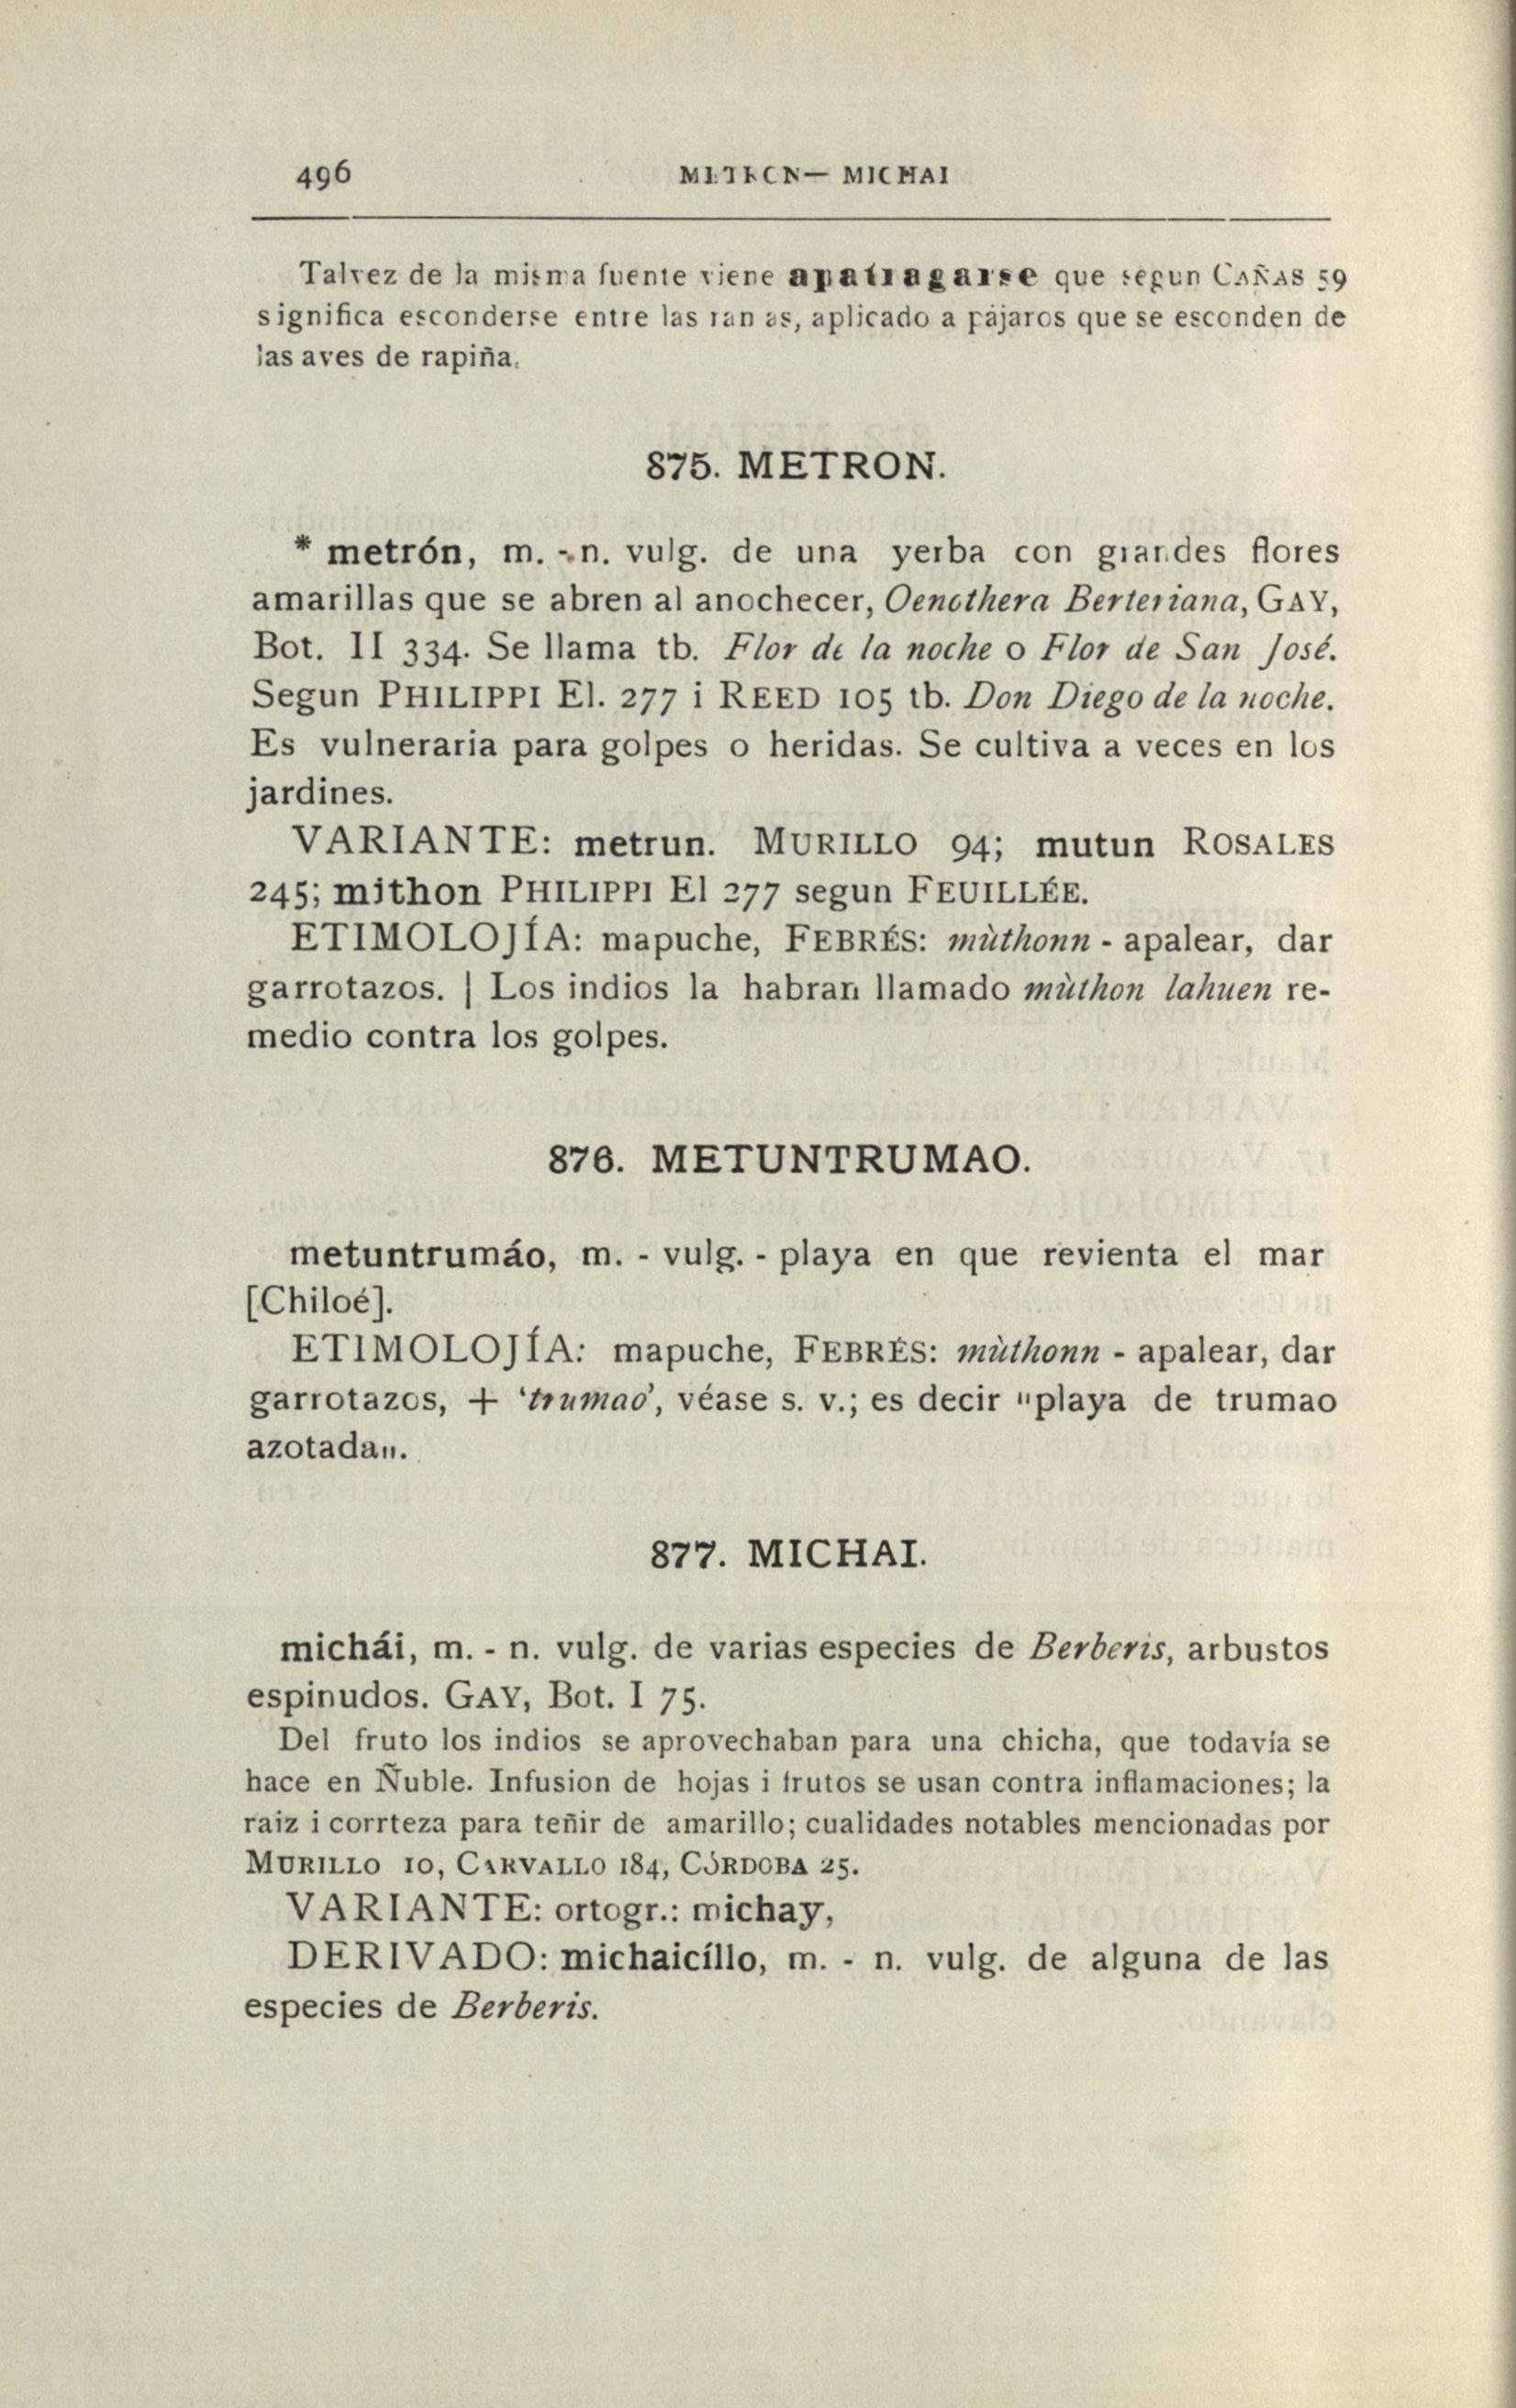 496
METRON— MICHAI
Talvez de la misma fuente viene apatragarse que segun CAÑAS 59
significa esconderse entre las ran as, aplicado a pájaros que se esconden de
las aves de rapiña.
875. METRON.
* metrón, m. -.n. vulg. de una yerba con grandes flores
amarillas que se abren al anochecer, Oenothera Berteriana, GAY,
Bot. II 334. Se llama tb. Flor de la noche o Flor de San José.
Segun PHILIPPI El. 277 i REED 105 tb. Don Diego de la noche.
Es vulneraria para golpes o heridas. Se cultiva a veces en los
jardines.
VARIANTE: metrun. MURILLO 94; mutun ROSALES
245; mithon PHILIPPI El 277 segun FEUILLÉE.
ETIMOLOJÍA: mapuche, FEBRÉS: mùthonn - apalear, dar
garrotazos. | Los indios la habran llamado mùthon lahuen re-
medio contra los golpes.
876. METUNTRUMAO.
metuntrumáo, m. - vulg. - playa en que revienta el mar
[Chiloé].
ETIMOLOJÍA: mapuche, FEBRÉS: mùthonn - apalear, dar
garrotazos, + ‘trumao’, véase s. v.; es decir "playa de trumao
azotada".
877. MICHAI.
michái, m. - n. vulg. de varias especies de Berberis, arbustos
espinudos. GAY, Bot. I 75.
Del fruto los indios se aprovechaban para una chicha, que todavía se
hace en Ñuble. Infusion de hojas i frutos se usan contra inflamaciones; la
raiz i corrteza para teñir de amarillo; cualidades notables mencionadas por
MURILLO 10, CARVALLO 184, CÓRDOBA 25.
VARIANTE: ortogr.: michay,
DERIVADO: michaicíllo, m. - n. vulg. de alguna de las
especies de Berberis.